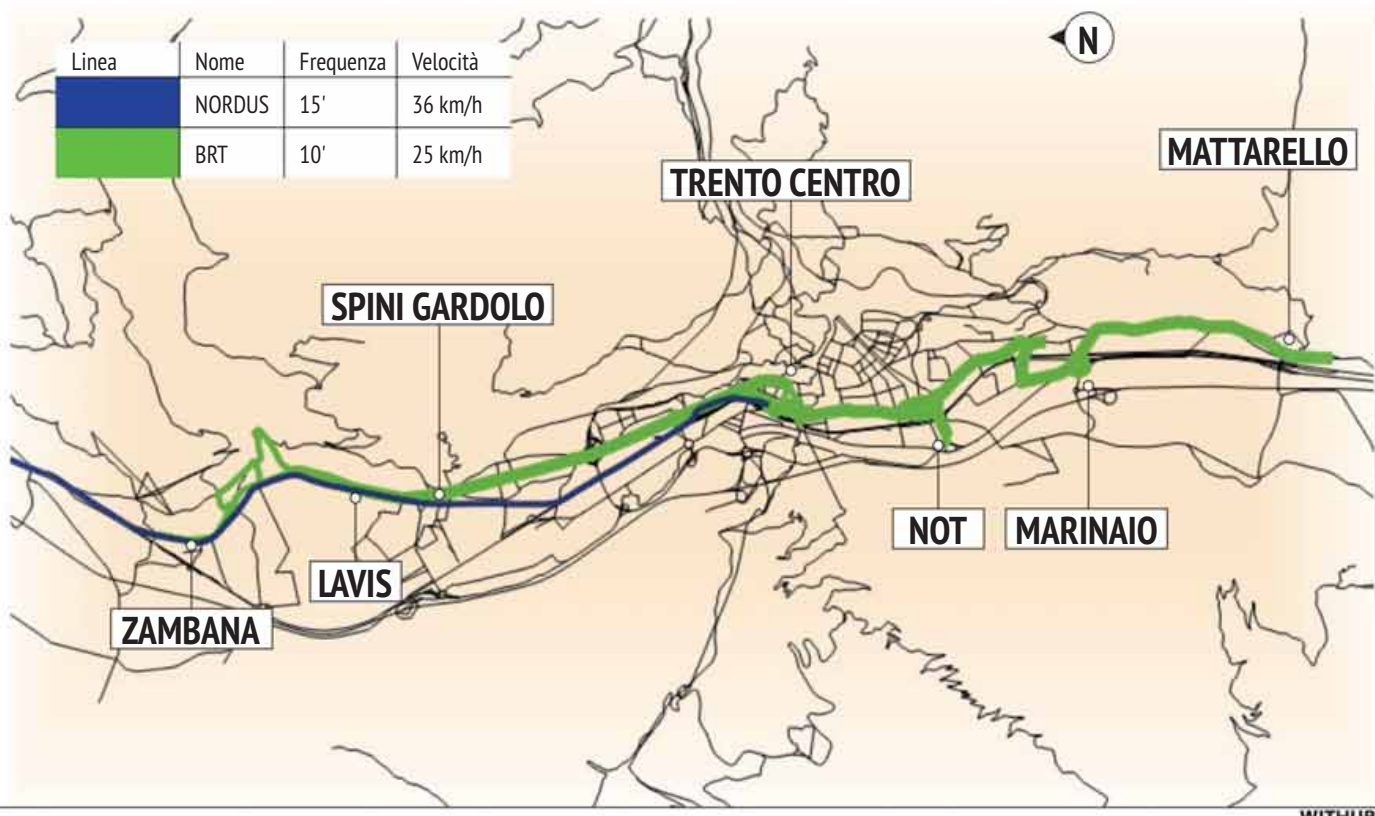 Linea Nome Frequenza Velocità
NORDUS 15' 36 km/h
BRT 10' 25 km/h
N
MATTARELLO
TRENTO CENTRO
SPINI GARDOLO
NOT
MARINAIO
LAVIS
ZAMBANA
WITHUB